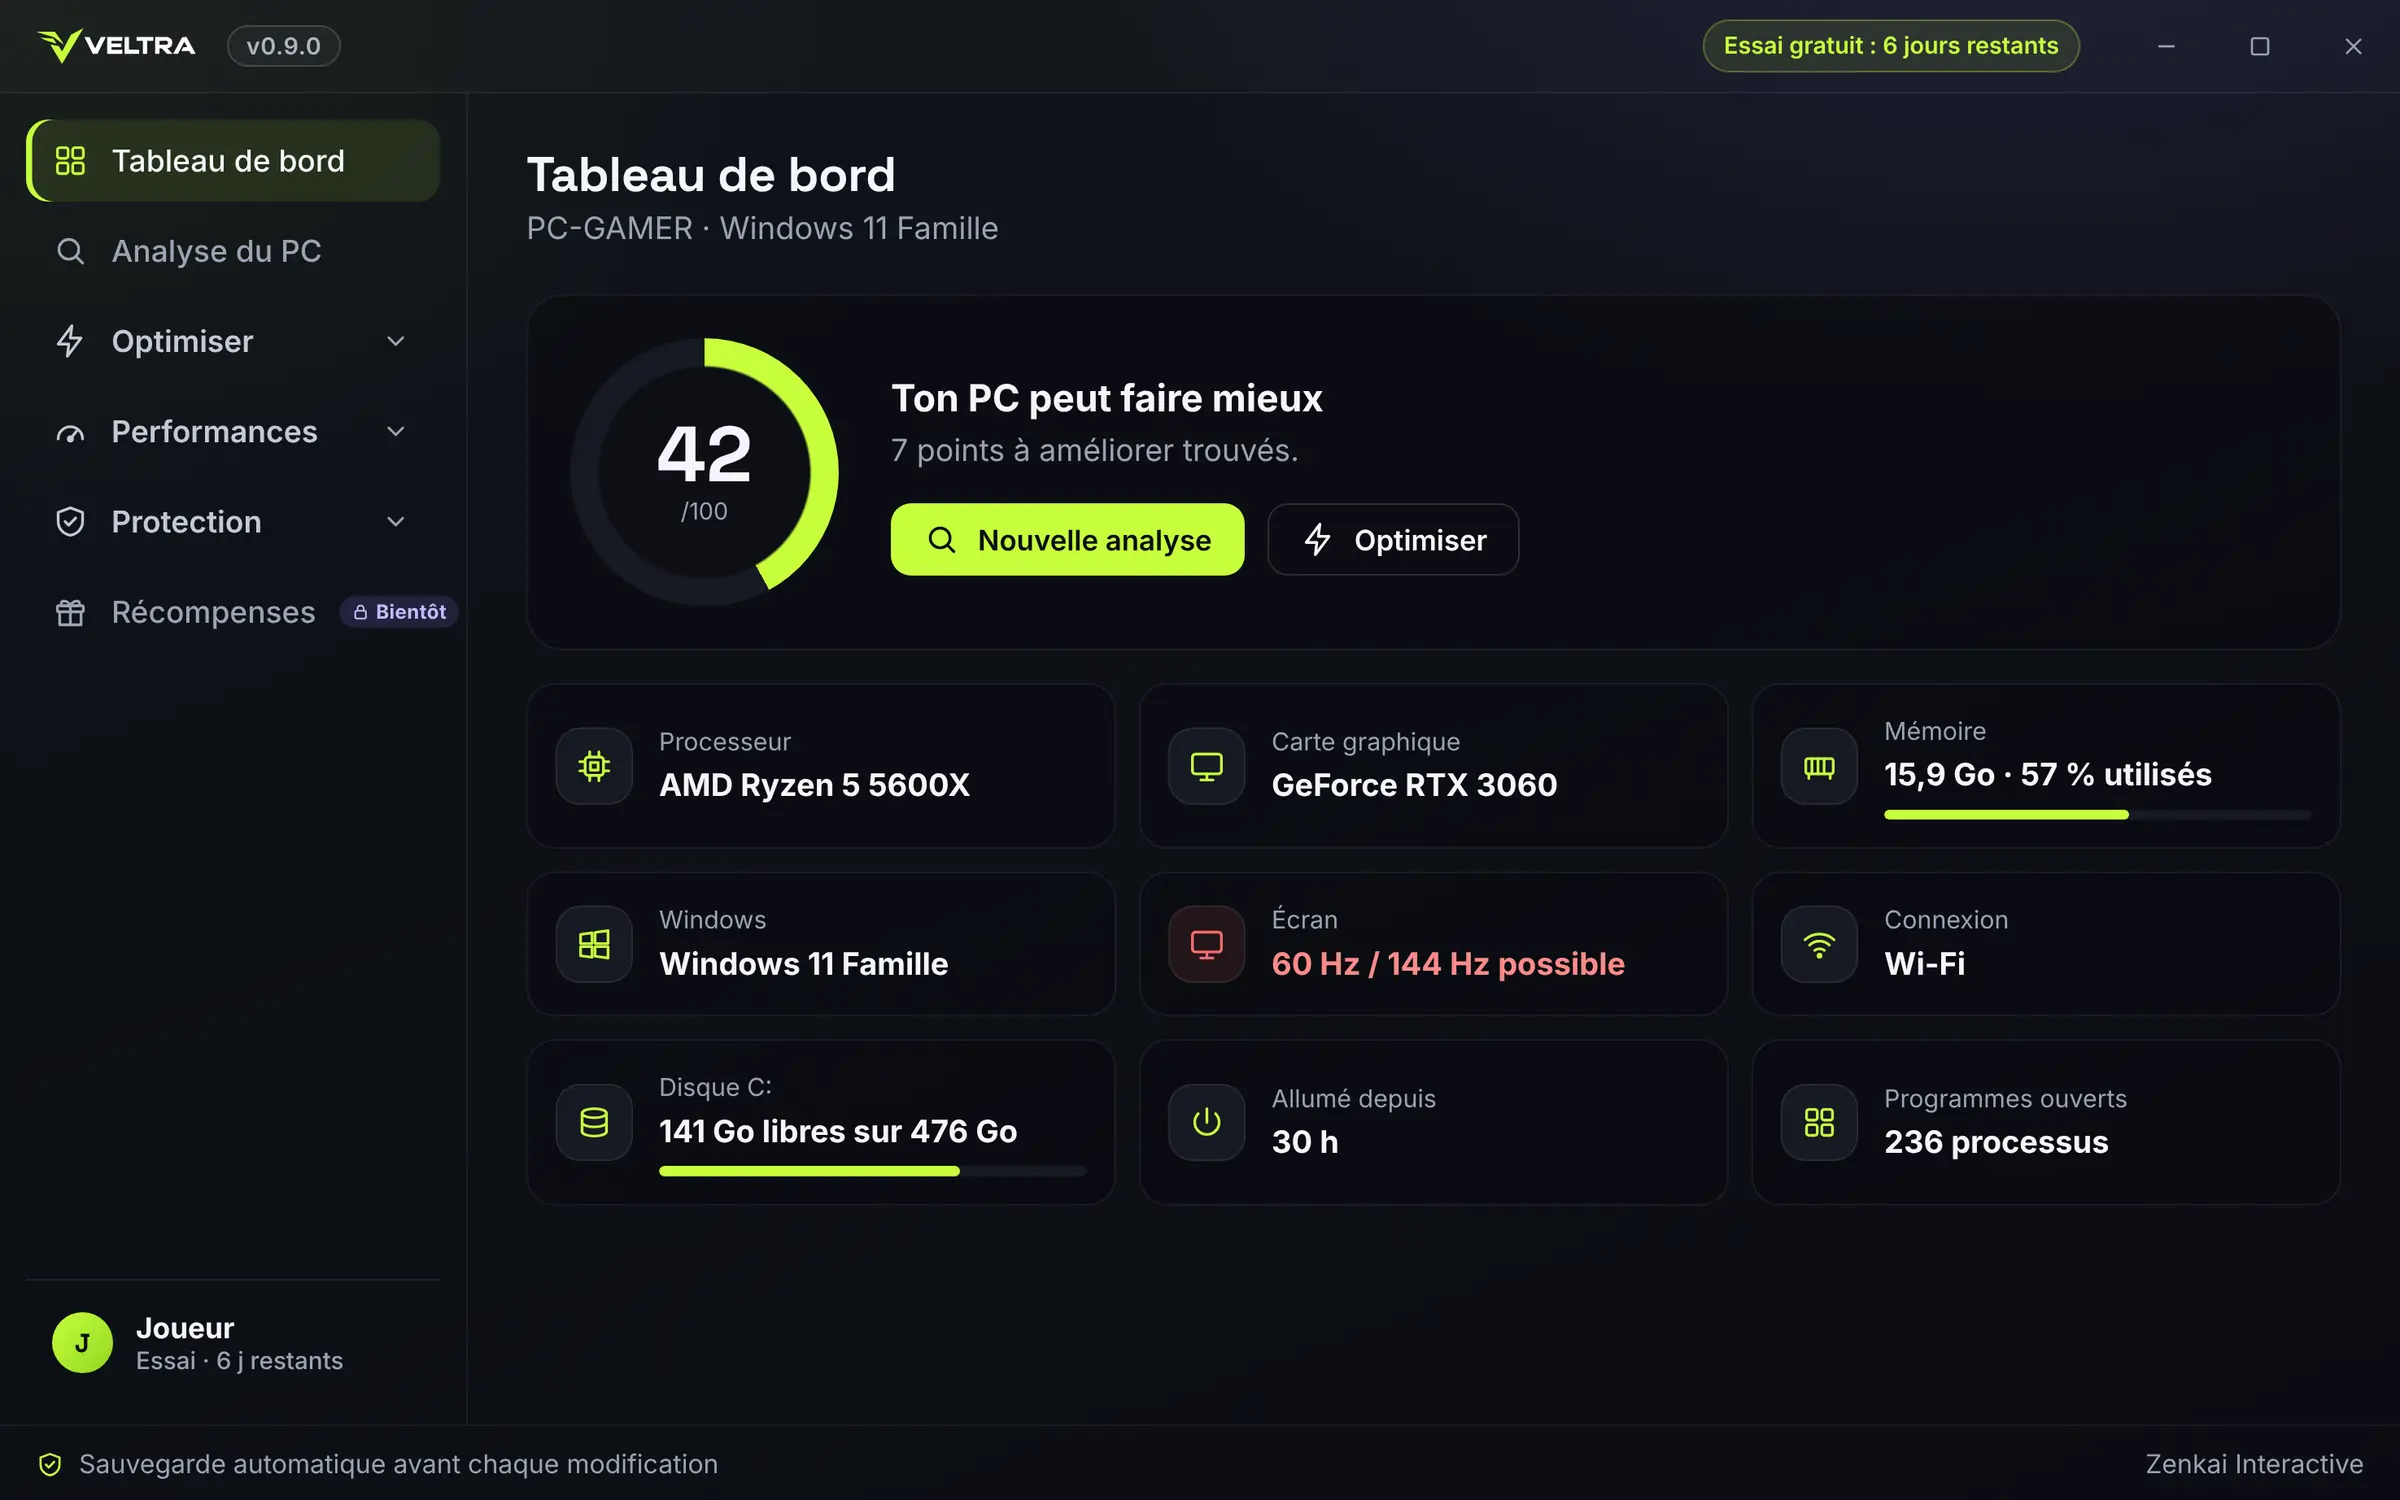 VELTRA
v0.9.0
Essai gratuit : 6 jours restants
Tableau de bord
Analyse du PC
Optimiser
Performances
Protection
Récompenses
Bientôt
Tableau de bord
PC-GAMER · Windows 11 Famille
42
/100
Ton PC peut faire mieux
7 points à améliorer trouvés.
Nouvelle analyse
Optimiser
Processeur
AMD Ryzen 5 5600X
Carte graphique
GeForce RTX 3060
Mémoire
15,9 Go · 57 % utilisés
Windows
Windows 11 Famille
Écran
60 Hz / 144 Hz possible
Connexion
Wi-Fi
Disque C:
141 Go libres sur 476 Go
Allumé depuis
30 h
Programmes ouverts
236 processus
J
Joueur
Essai · 6 j restants
Sauvegarde automatique avant chaque modification
Zenkai Interactive